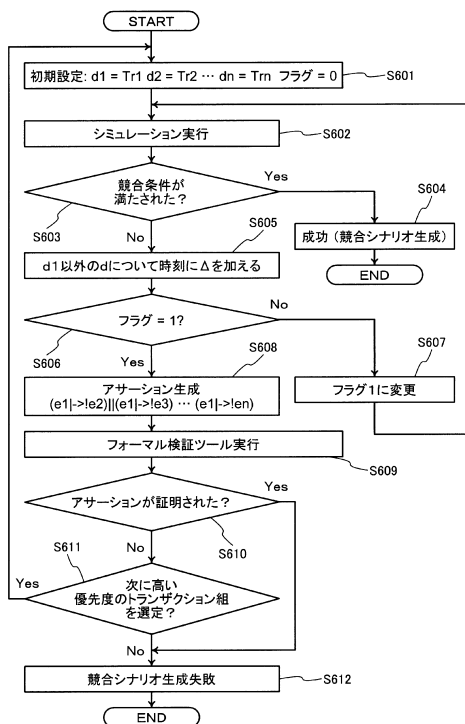 START
初期設定: d1 = Tr1 d2 = Tr2 … dn = Trn フラグ = 0
S601
シミュレーション実行
S602
競合条件が
満たされた？
Yes
S603
No
S604
成功（競合シナリオ生成）
END
S605
d1以外のdについて時刻にΔを加える
フラグ = 1?
No
S606
Yes
S607
フラグ1に変更
S608
アサーション生成
(e1|->!e2)||(e1|->!e3) … (e1|->!en)
フォーマル検証ツール実行
S609
アサーションが証明された？
Yes
S610
No
S611
Yes
次に高い
優先度のトランザクション組
を選定？
No
競合シナリオ生成失敗
S612
END